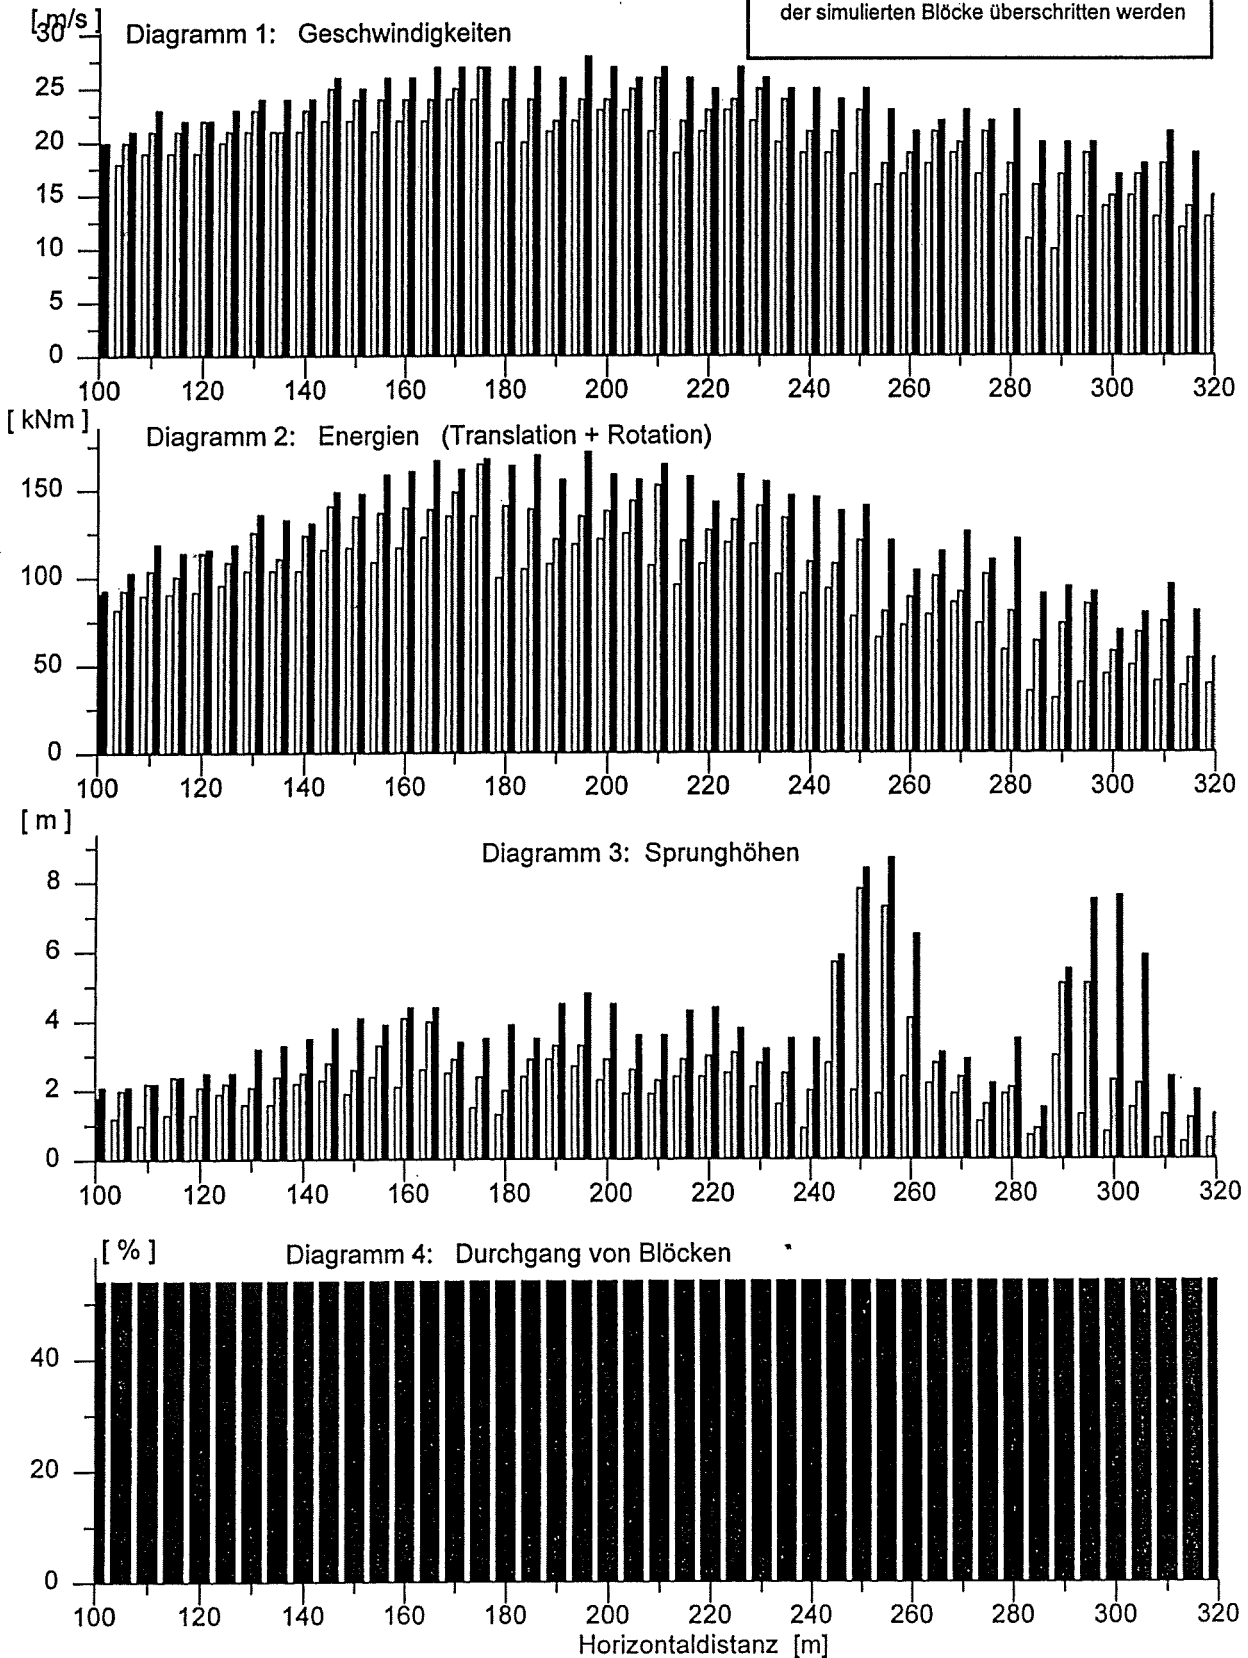 der simulierten Blöcke überschritten werden
[ m/s ]
Diagramm 1: Geschwindigkeiten
30
25
20
15
10
5
0
100 120 140 160 180 200 220 240 260 280 300 320
[ kNm ]
Diagramm 2: Energien (Translation + Rotation)
150
100
50
0
100 120 140 160 180 200 220 240 260 280 300 320
[ m ]
Diagramm 3: Sprunghöhen
8
6
4
2
0
100 120 140 160 180 200 220 240 260 280 300 320
[ % ]
Diagramm 4: Durchgang von Blöcken
40
20
0
100 120 140 160 180 200 220 240 260 280 300 320
Horizontaldistanz [m]